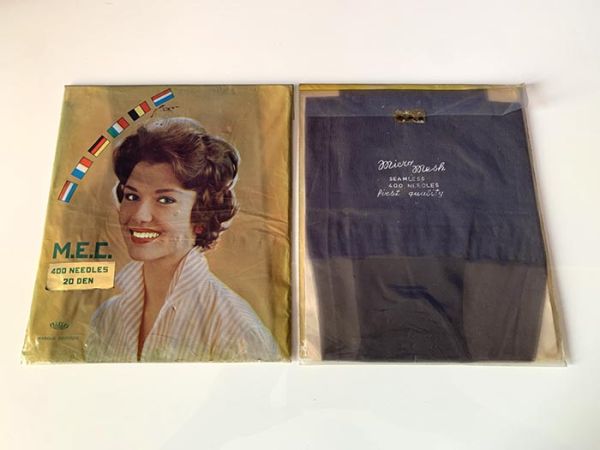 M.E.C.
400 NEEDLES
20 DEN
Micro
Mesh
SEAMLESS
400 NEEDLES
first quality